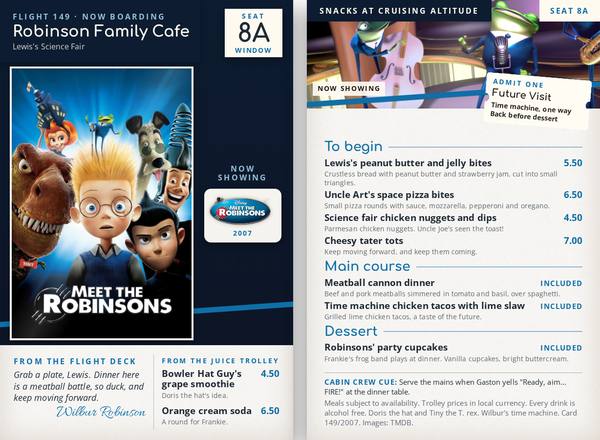 FLIGHT 149 · NOW BOARDING
Robinson Family Cafe
Lewis's Science Fair
SEAT
8A
WINDOW
NOW
SHOWING
Disney
MEET THE
ROBINSONS
2007
MEET THE
ROBINSONS
FROM THE FLIGHT DECK
Grab a plate, Lewis. Dinner here
is a meatball battle, so duck, and
keep moving forward.
Wilbur Robinson
FROM THE JUICE TROLLEY
Bowler Hat Guy's
grape smoothie 4.50
Doris the hat's idea.
Orange cream soda 6.50
A round for Frankie.
SNACKS AT CRUISING ALTITUDE
SEAT 8A
NOW SHOWING
ADMIT ONE
Future Visit
Time machine, one way
Back before dessert
To begin
Lewis's peanut butter and jelly bites 5.50
Crustless bread with peanut butter and strawberry jam, cut into small
triangles.
Uncle Art's space pizza bites 6.50
Small pizza rounds with sauce, mozzarella, pepperoni and oregano.
Science fair chicken nuggets and dips 4.50
Parmesan chicken nuggets. Uncle Joe's seen the toast!
Cheesy tater tots 7.00
Keep moving forward, and keep them coming.
Main course
Meatball cannon dinner INCLUDED
Beef and pork meatballs simmered in tomato and basil, over spaghetti.
Time machine chicken tacos with lime slaw INCLUDED
Grilled lime chicken tacos, a taste of the future.
Dessert
Robinsons' party cupcakes INCLUDED
Frankie's frog band plays at dinner. Vanilla cupcakes, bright buttercream.
CABIN CREW CUE: Serve the mains when Gaston yells "Ready, aim...
FIRE!" at the dinner table.
Meals subject to availability. Trolley prices in local currency. Every drink is
alcohol free. Doris the hat and Tiny the T. rex. Wilbur's time machine. Card
149/2007. Images: TMDB.